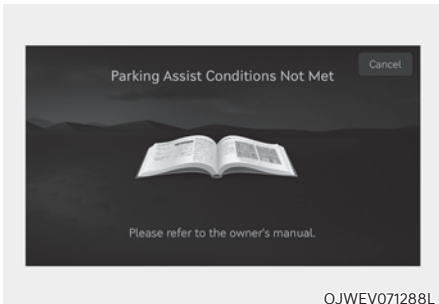 Cancel
Parking Assist Conditions Not Met
Please refer to the owner's manual.
OJWEV071288L